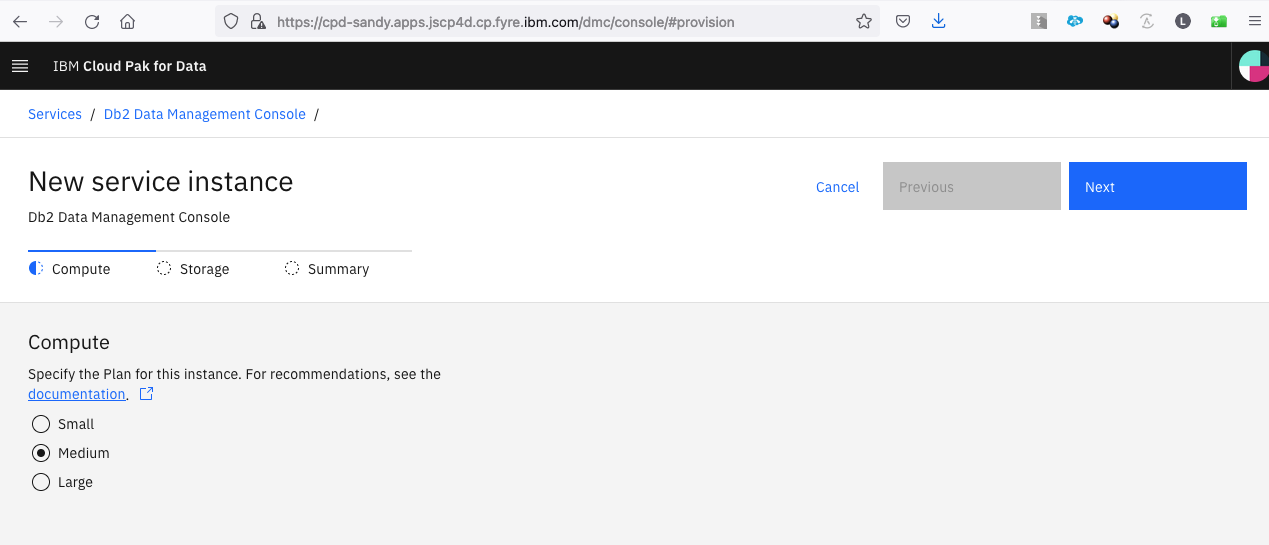 https://cpd-sandy.apps.jscp4d.cp.fyre.ibm.com/dmc/console/#provision
L
IBM Cloud Pak for Data
Services / Db2 Data Management Console /
New service instance
Cancel
Previous
Next
Db2 Data Management Console
Compute
Storage
Summary
Compute
Specify the Plan for this instance. For recommendations, see the
documentation.
Small
Medium
Large